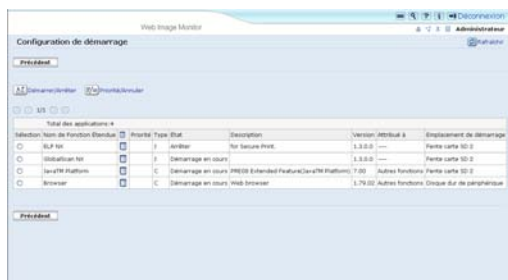 Déconnexion
Web Image Monitor
Administrateur
Configuration de démarrage
Rafraîchir
Précédent
Démarrer/Arrêter Priorité/Annuler
1/1
Total des applications:4
Sélection Nom de Fonction Étendue Priorité Type État Description Version Attribué à Emplacement de démarrage
ELP NX J Arrêter for Secure Print. 1.3.0.0 ---- Fente carte SD 2
GlobalScan NX J Démarrage en cours 1.3.0.0 ---- Fente carte SD 2
JavaTM Platform C Démarrage en cours Extended Feature(JavaTM Platform) 7.00 Autres fonctions Fente carte SD 2
Browser C Démarrage en cours Web browser 1.79.02 Autres fonctions Disque dur de périphérique
Précédent